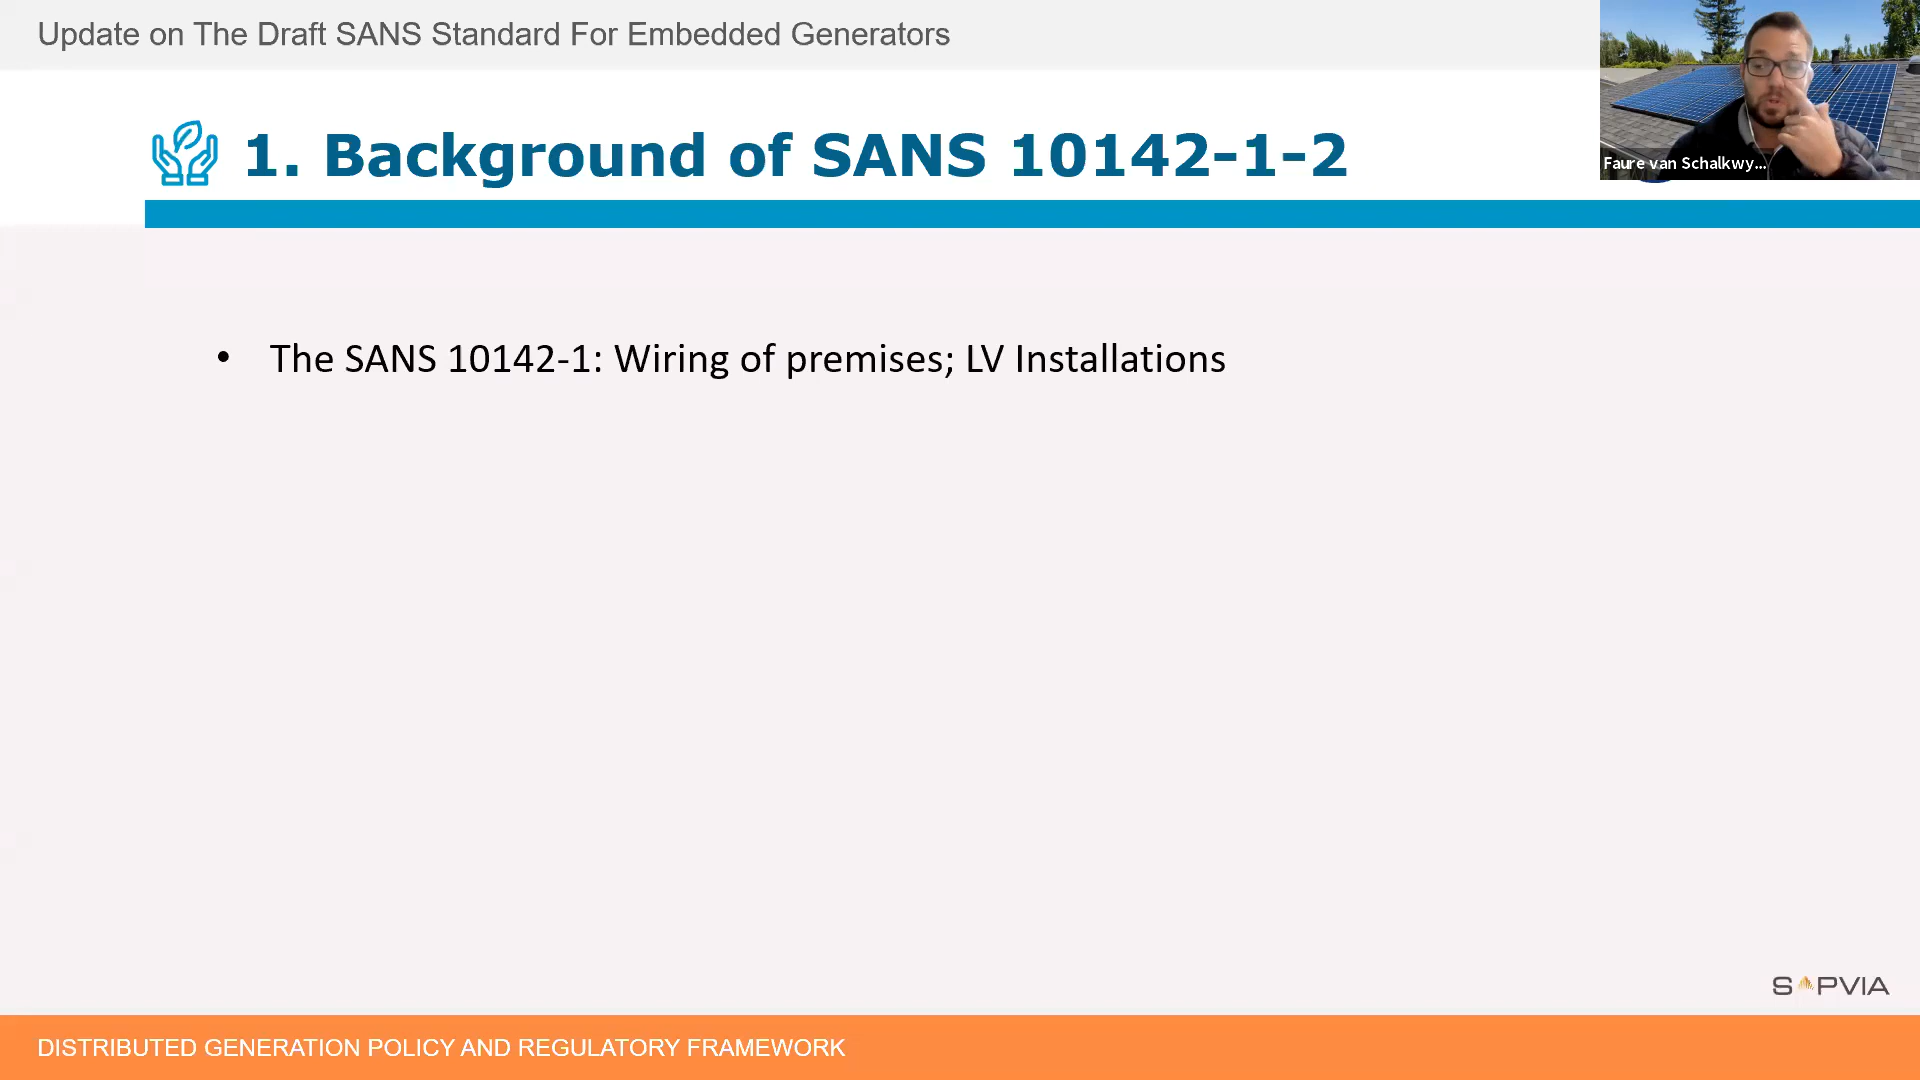 Update on The Draft SANS Standard For Embedded Generators
1. Background of SANS 10142-1-2
Faure van Schalkwy...
• The SANS 10142-1: Wiring of premises; LV Installations
SAPVIA
DISTRIBUTED GENERATION POLICY AND REGULATORY FRAMEWORK